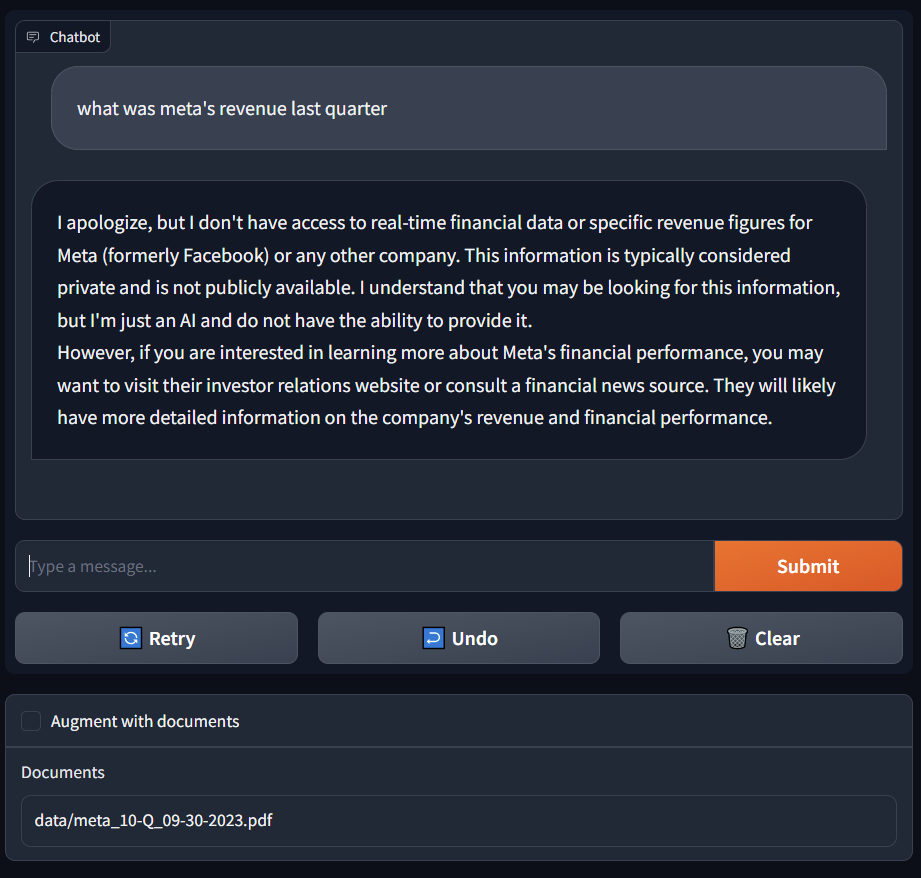 Chatbot
what was meta's revenue last quarter
I apologize, but I don't have access to real-time financial data or specific revenue figures for
Meta (formerly Facebook) or any other company. This information is typically considered
private and is not publicly available. I understand that you may be looking for this information,
but I'm just an AI and do not have the ability to provide it.
However, if you are interested in learning more about Meta's financial performance, you may
want to visit their investor relations website or consult a financial news source. They will likely
have more detailed information on the company's revenue and financial performance.
Type a message...
Submit
Retry
Undo
Clear
Augment with documents
Documents
data/meta_10-Q_09-30-2023.pdf